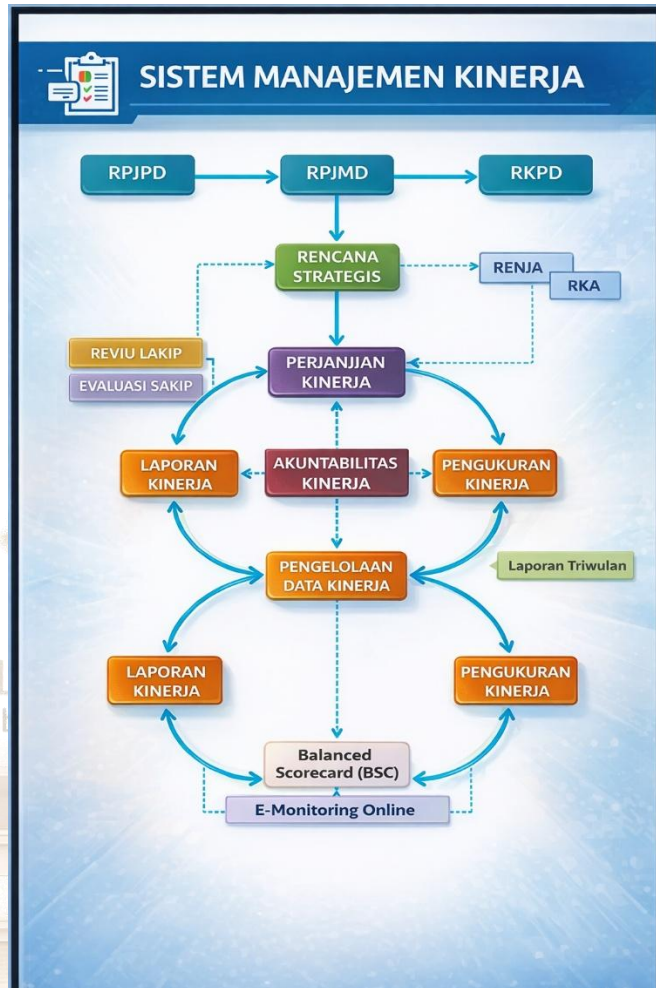 SISTEM MANAJEMEN KINERJA
RPJPD
RPJMD
RKPD
RENCANA
STRATEGIS
RENJA
RKA
REVIU LAKIP
EVALUASI SAKIP
PERJANJIAN
KINERJA
LAPORAN
KINERJA
AKUNTABILITAS
KINERJA
PENGUKURAN
KINERJA
PENGELOLAAN
DATA KINERJA
Laporan Triwulan
LAPORAN
KINERJA
PENGUKURAN
KINERJA
Balanced
Scorecard (BSC)
E-Monitoring Online